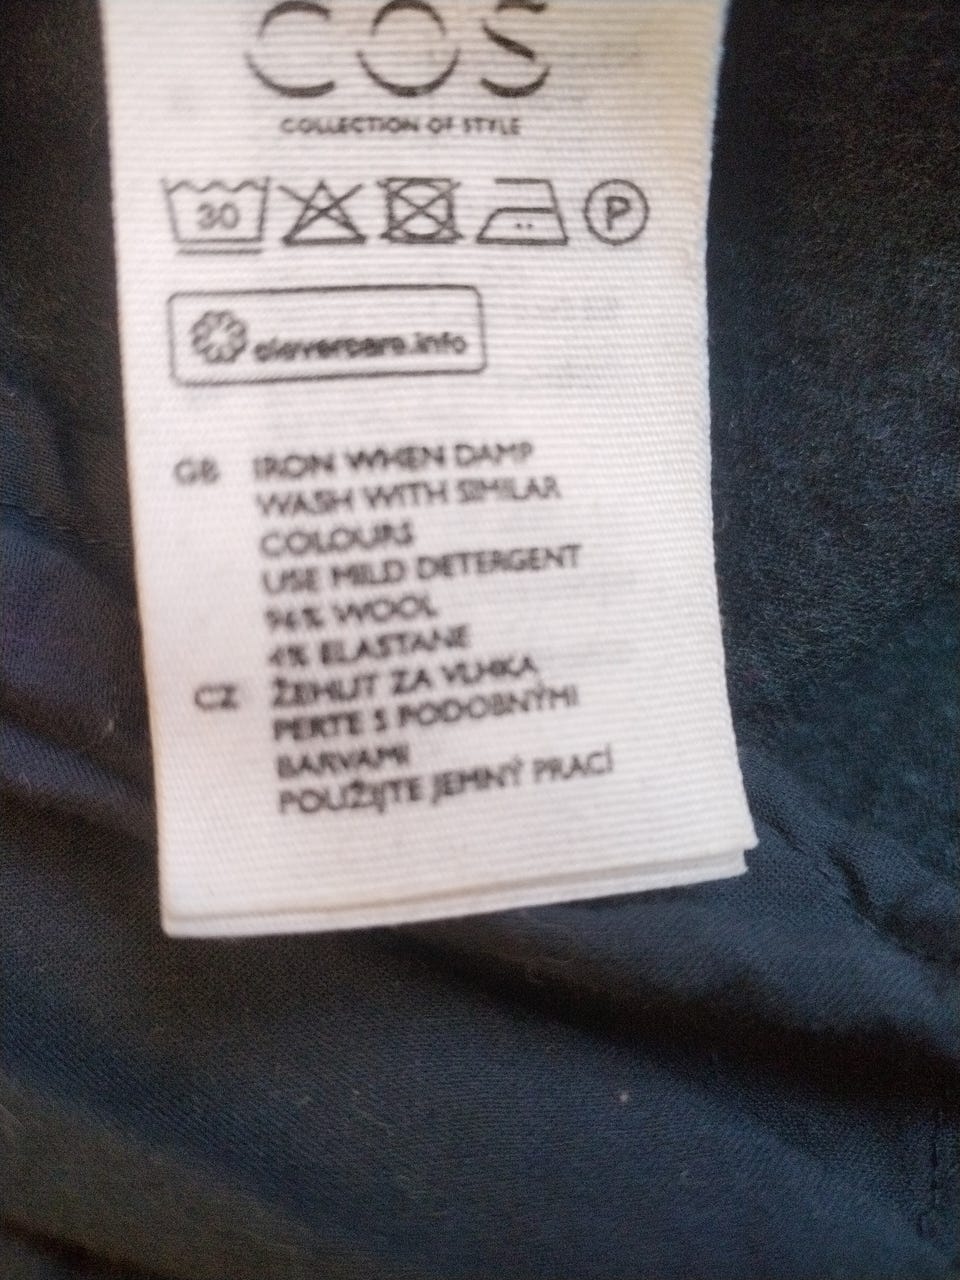 COS
COLLECTION OF STYLE
30 P
clevercare.info
GB IRON WHEN DAMP
WASH WITH SIMILAR
COLOURS
USE MILD DETERGENT
96% WOOL
4% ELASTANE
CZ ŽEHLIT ZA VLHKA
PERTE S PODOBNÝMI
BARVAMI
POUŽIJTE JEMNÝ PRACÍ